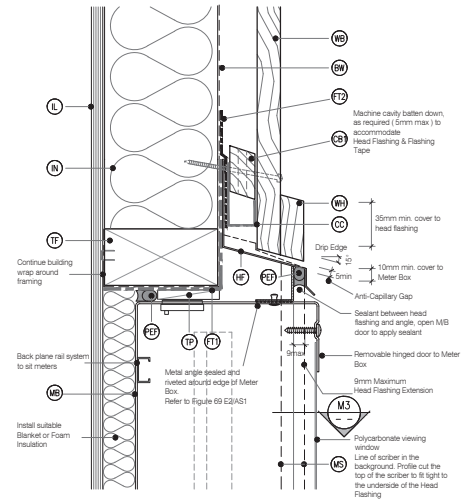 WB
BW
FT2
Machine cavity batten down,
as required ( 5mm max ) to
accommodate
Head Flashing & Flashing
Tape
IL
CB1
IN
WH
35mm min. cover to
head flashing
CC
TF
Drip Edge
15°
Continue building
wrap around
framing
HF
PEF
10mm min. cover to
Meter Box
5min
Anti-Capillary Gap
PEF
TP
FT1
Sealant between head
flashing and angle, open M/B
door to apply sealant
9max
Back plane rail system
to sit meters
Metal angle sealed and
riveted around edge of Meter
Box.
Refer to Figure 69 E2/AS1
Removable hinged door to Meter
Box
MB
9mm Maximum
Head Flashing Extension
M3
Install suitable
Blanket or Foam
Insulation
Polycarbonate viewing
window
MS
Line of scriber in the
background. Profile cut the
top of the scriber to fit tight
to the underside of the Head
Flashing